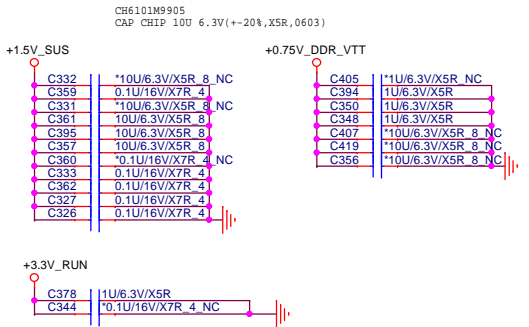 CH6101M9905
CAP CHIP 10U 6.3V(+-20%,X5R,0603)
+1.5V_SUS
C332 *10U/6.3V/X5R_8_NC
C359 0.1U/16V/X7R_4
C331 *10U/6.3V/X5R_8_NC
C361 10U/6.3V/X5R_8
C395 10U/6.3V/X5R_8
C357 10U/6.3V/X5R_8
C360 *0.1U/16V/X7R_4_NC
C333 0.1U/16V/X7R_4
C362 0.1U/16V/X7R_4
C327 0.1U/16V/X7R_4
C326 0.1U/16V/X7R_4
+0.75V_DDR_VTT
C405 *1U/6.3V/X5R_NC
C394 1U/6.3V/X5R
C350 1U/6.3V/X5R
C348 1U/6.3V/X5R
C407 *10U/6.3V/X5R_8_NC
C419 *10U/6.3V/X5R_8_NC
C356 *10U/6.3V/X5R_8_NC
+3.3V_RUN
C378 1U/6.3V/X5R
C344 *0.1U/16V/X7R_4_NC